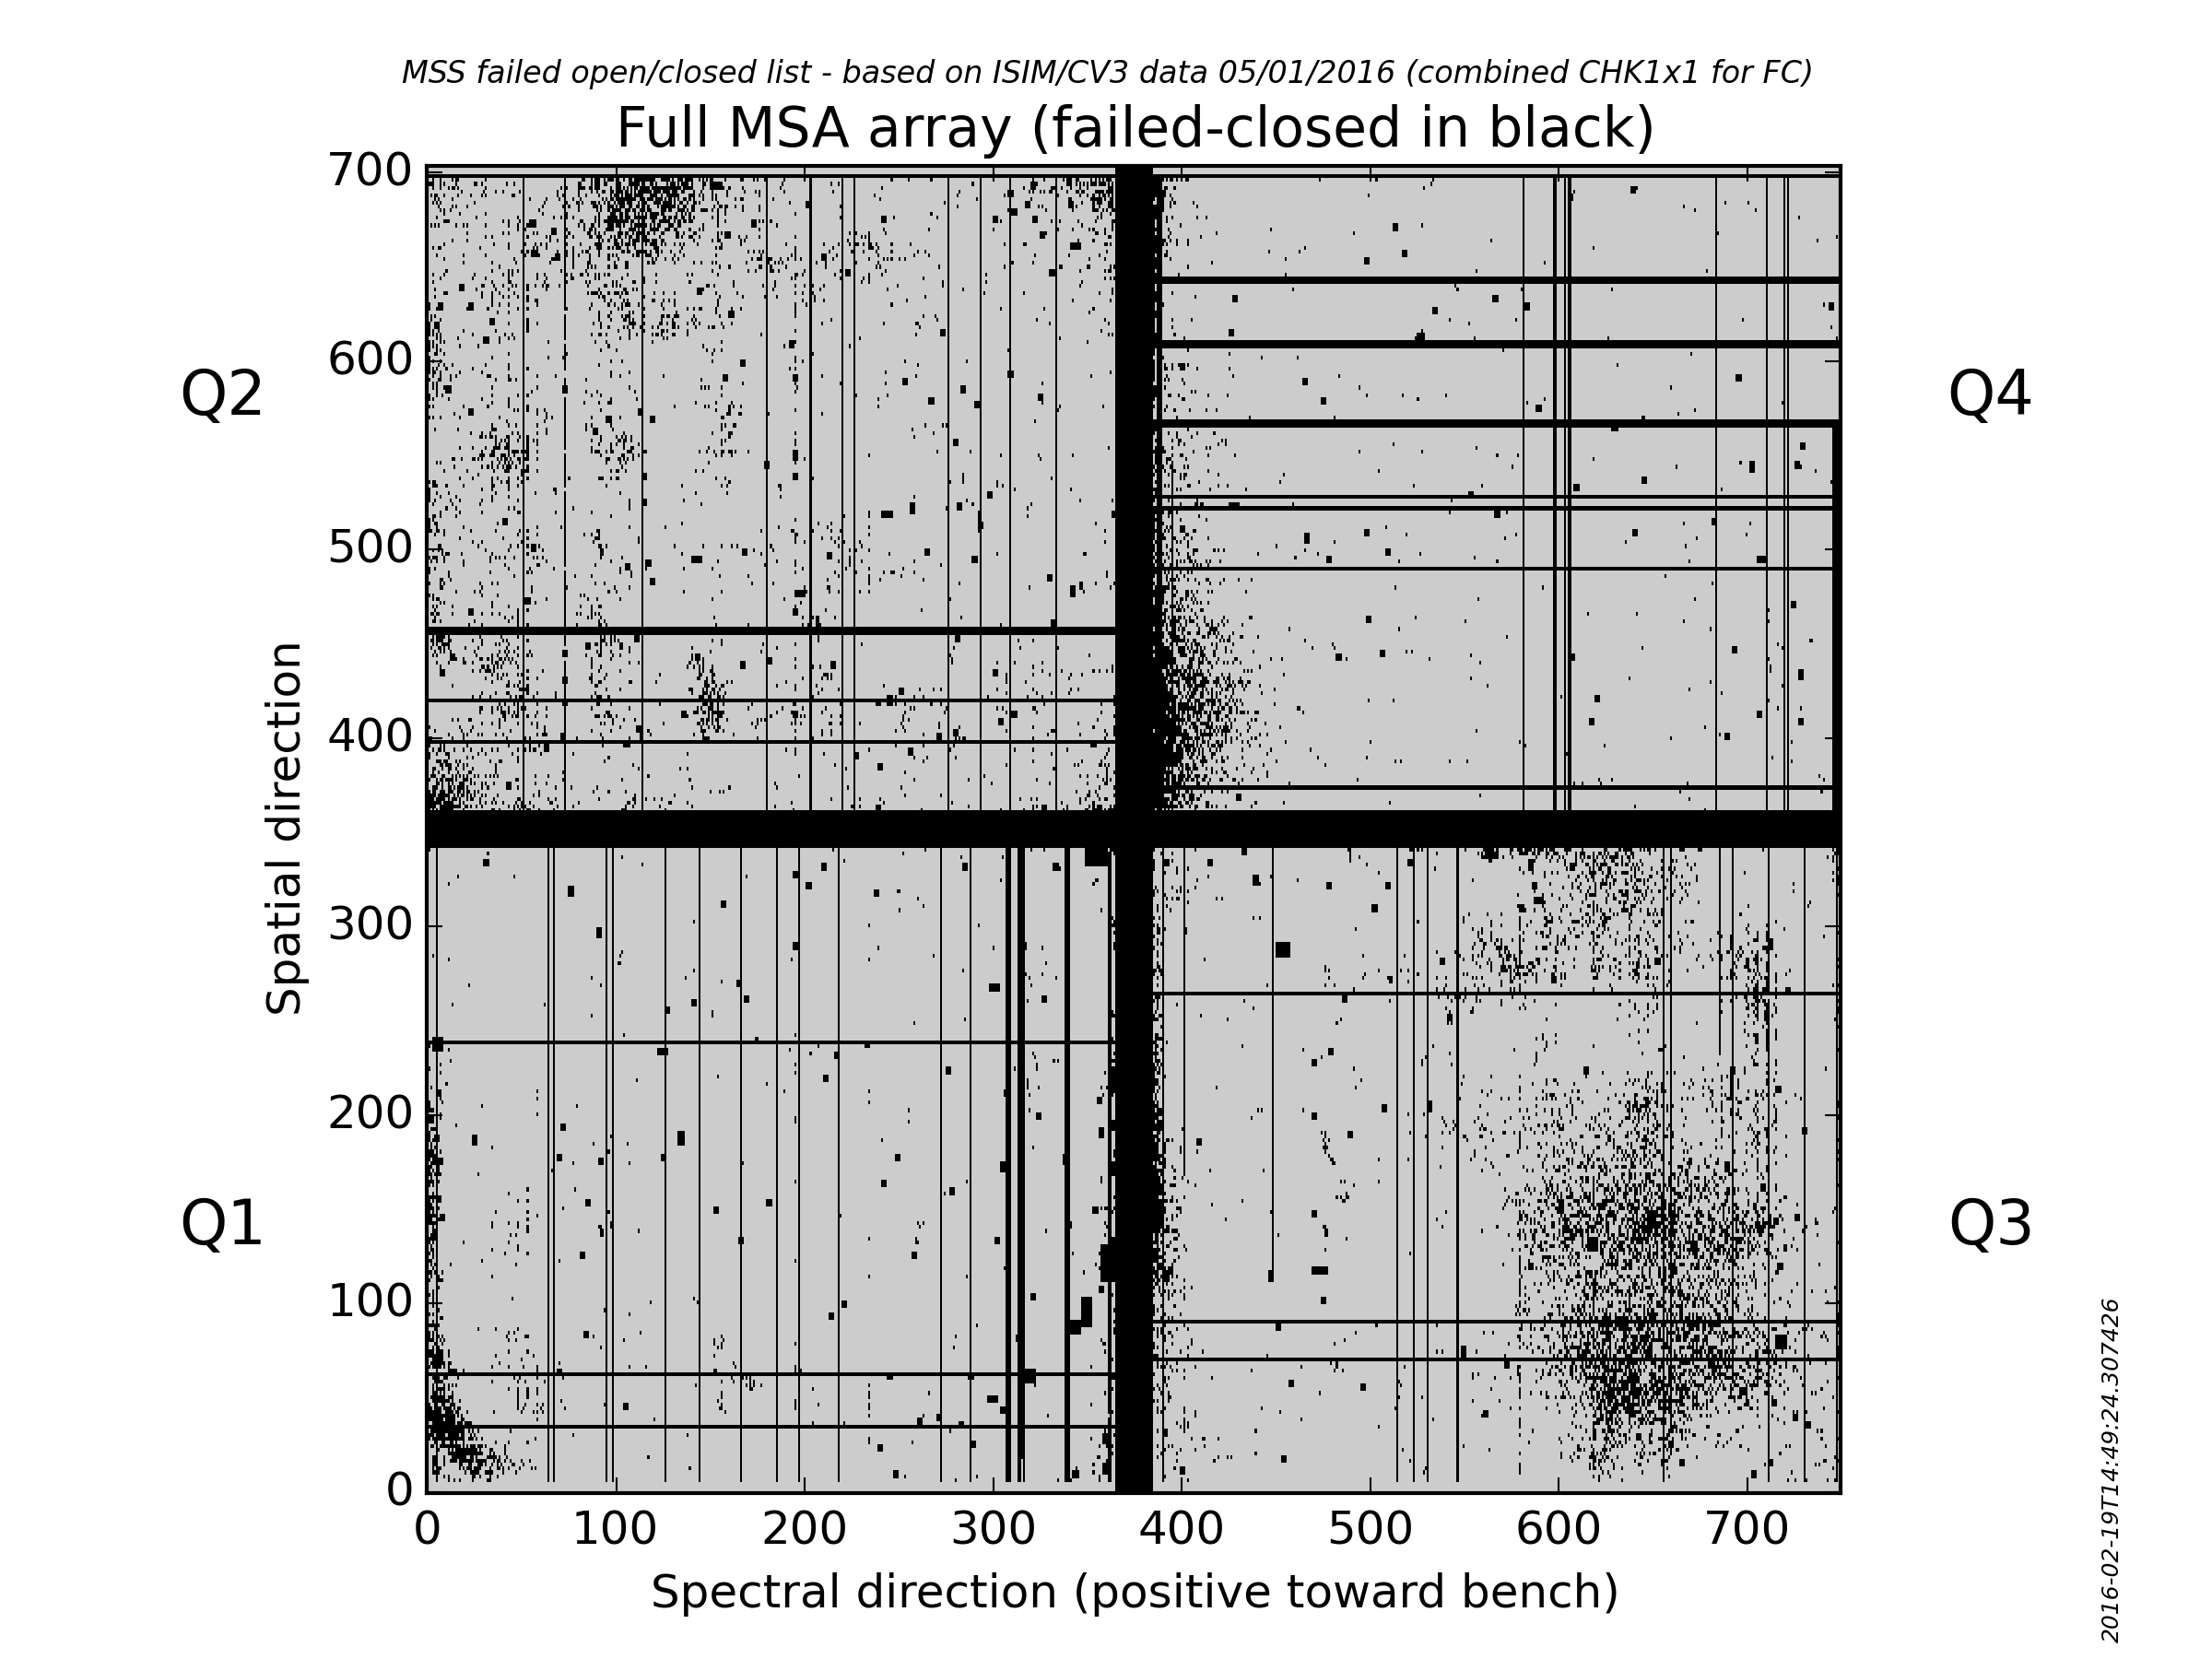 MSS failed open/closed list - based on ISIM/CV3 data 05/01/2016 (combined CHK1x1 for FC)
Full MSA array (failed-closed in black)
700
600
Q2
Q4
500
400
Spatial direction
300
200
Q1
Q3
100
0
0 100 200 300 400 500 600 700
Spectral direction (positive toward bench)
2016-02-19T14:49:24.307426